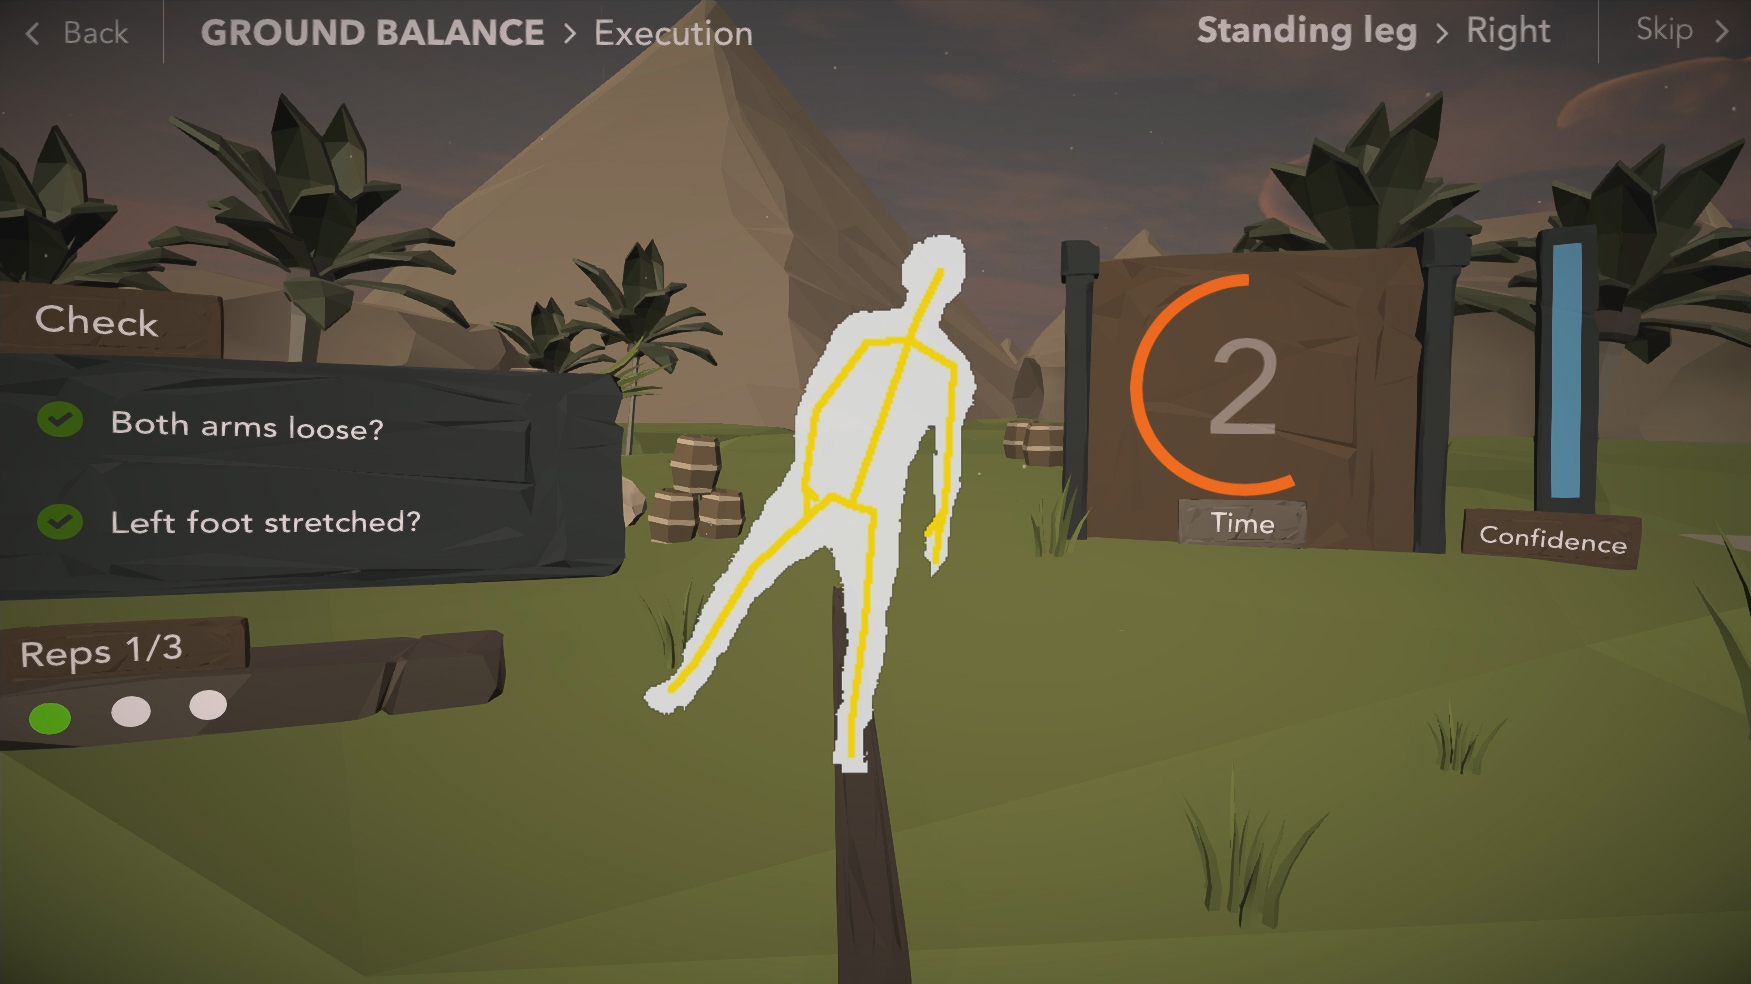 Back
GROUND BALANCE > Execution
Standing leg > Right
Skip
Check
Both arms loose?
Left foot stretched?
Reps 1/3
2
Time
Confidence